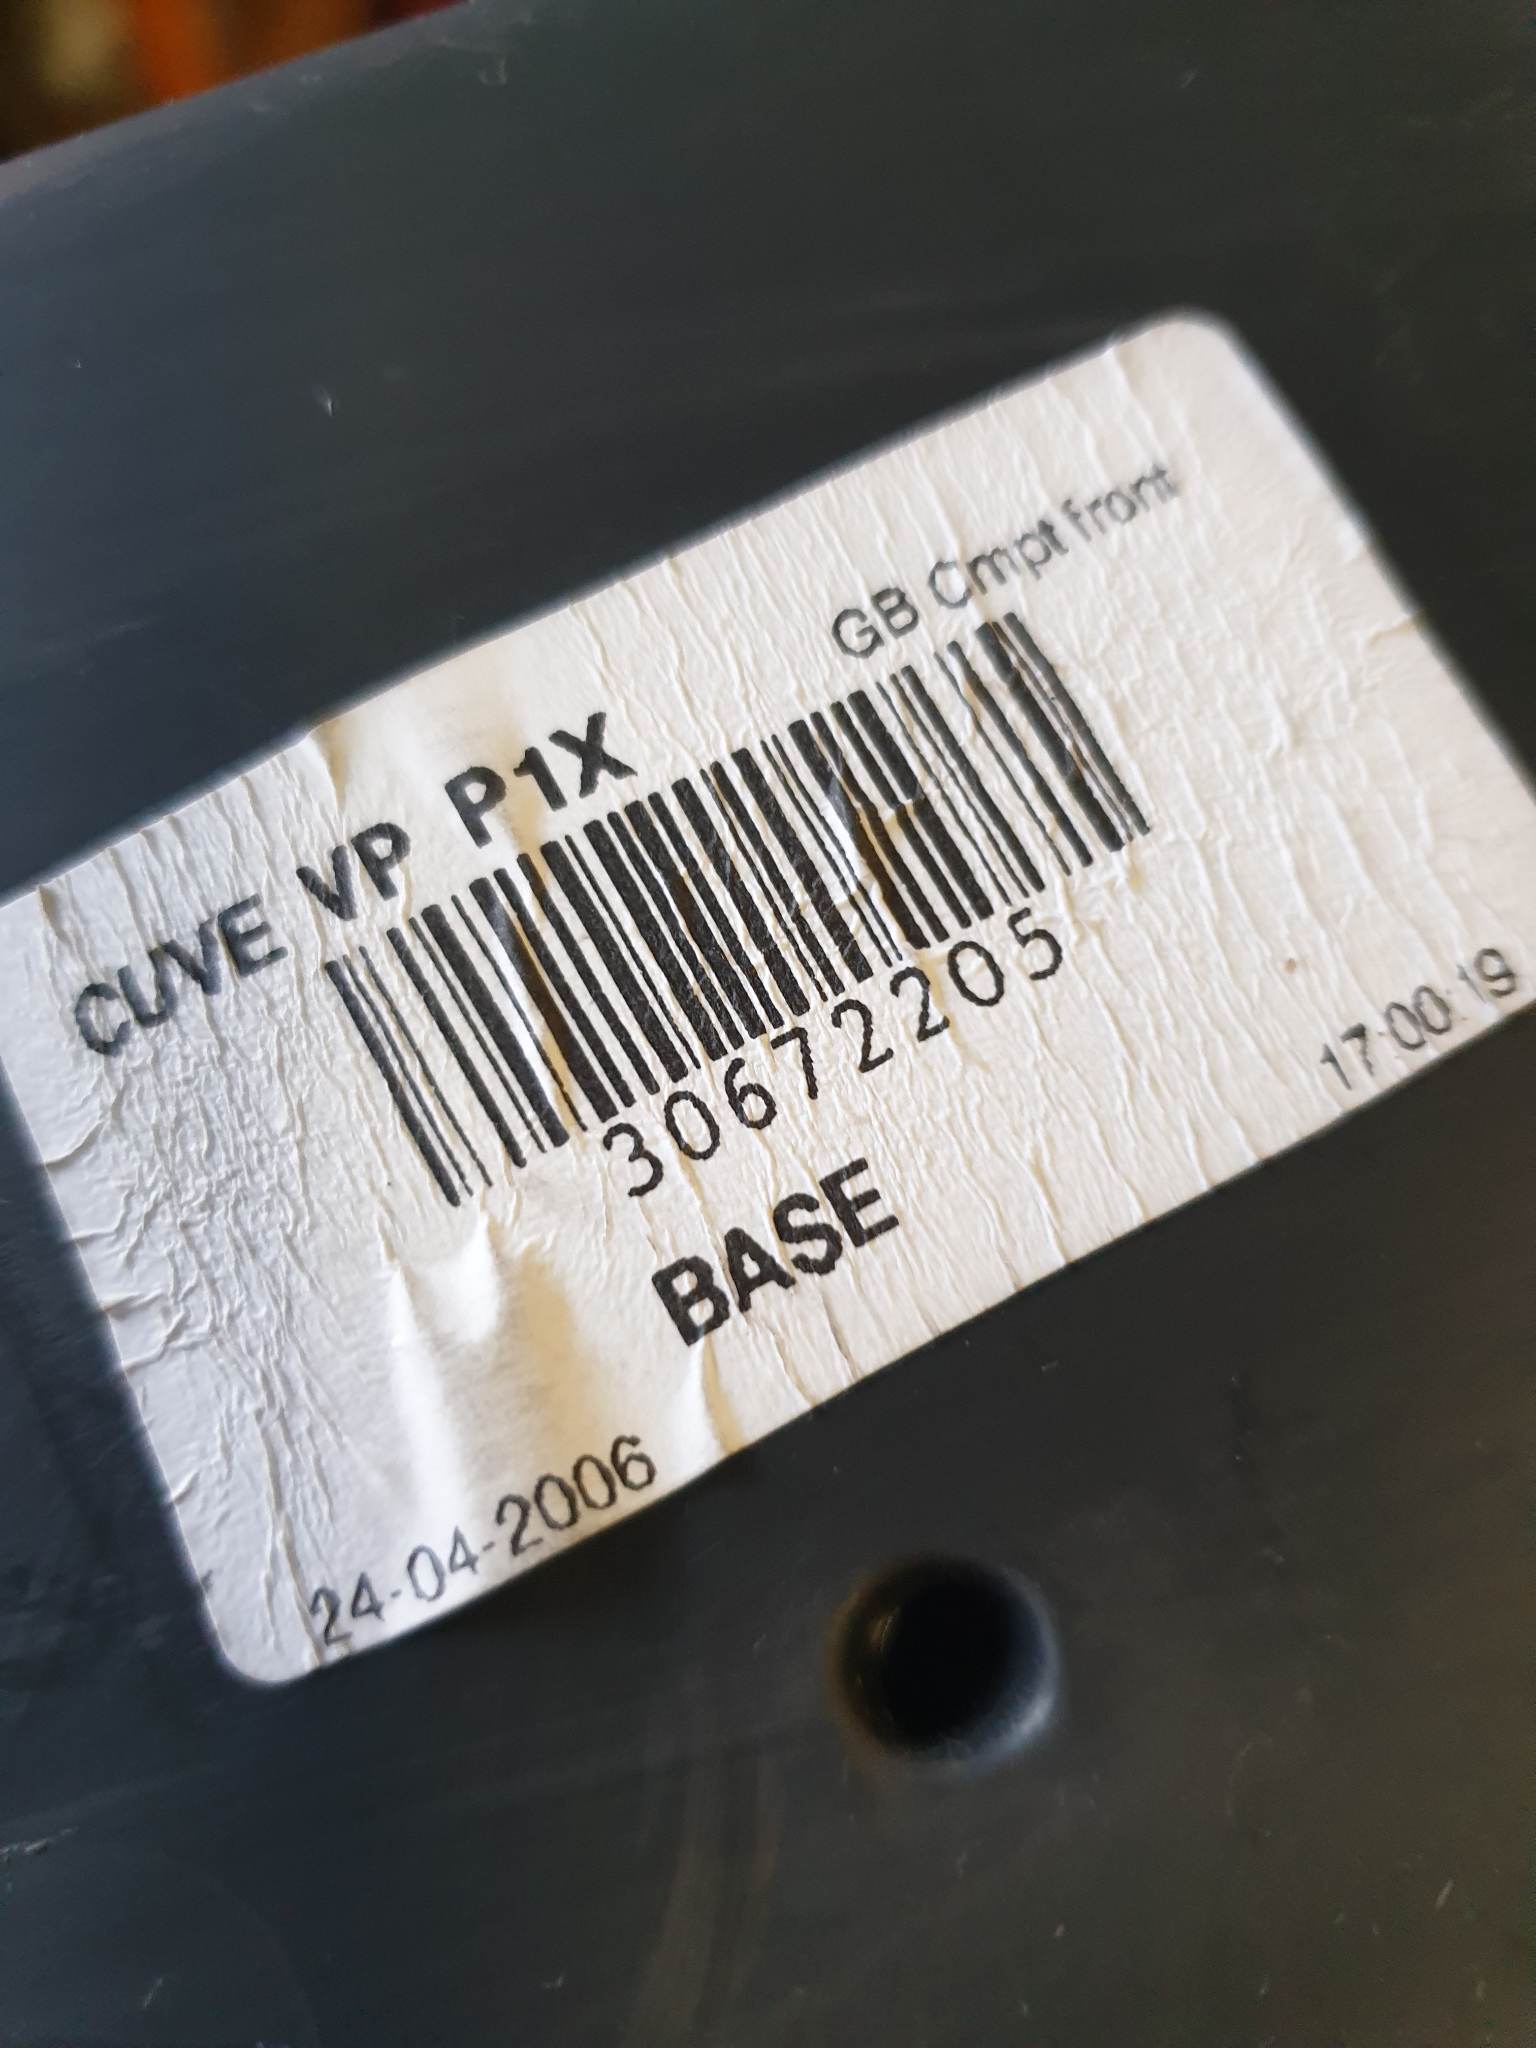 CUVE VP P1X
GB Cmpt front
30672205
BASE
24-04-2006
17:00:19